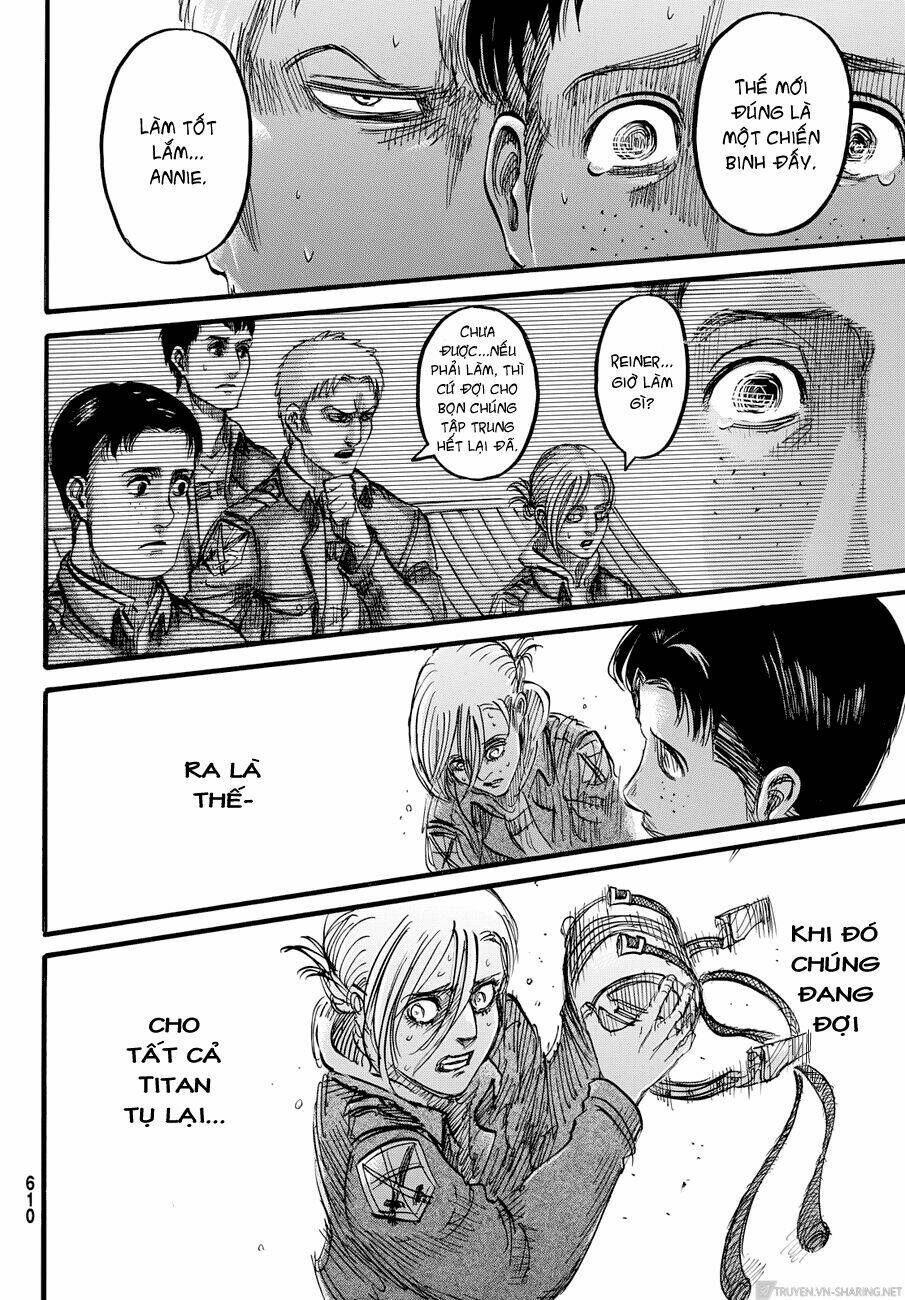 THẾ MỚI
ĐÚNG LÀ
MỘT CHIẾN
BINH ĐẤY.
LÀM TỐT
LẮM...
ANNIE.
REINER...
GIỜ LÀM
GÌ?
CHƯA
ĐƯỢC...NẾU
PHẢI LÀM, THÌ
CỨ ĐỢI CHO
BỌN CHÚNG
TẬP TRUNG
HẾT LẠI ĐÃ.
RA LÀ
THẾ-
KHI ĐÓ
CHÚNG
ĐANG
ĐỢI
CHO
TẤT CẢ
TITAN
TỤ LẠI...
610
TRUYEN.VN-SHARING.NET